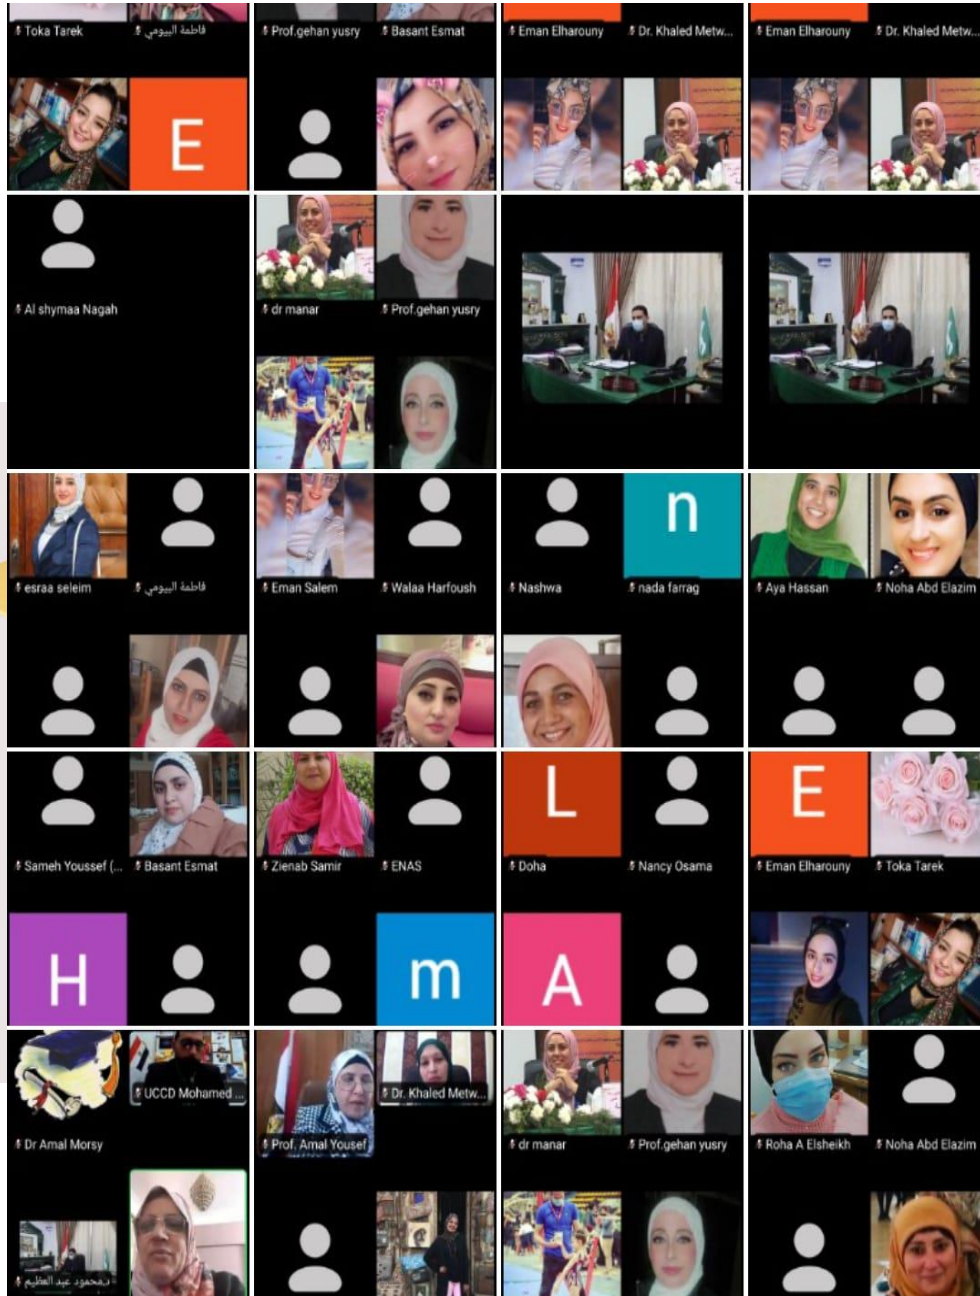 Toka Tarek
فاطمة البيومي
Prof.gehan yusry
Basant Esmat
Eman Elharouny
Dr. Khaled Metw...
Eman Elharouny
Dr. Khaled Metw...
E
Al shymaa Nagah
dr manar
Prof.gehan yusry
n
esraa seleim
فاطمة البيومي
Eman Salem
Walaa Harfoush
Nashwa
nada farrag
Aya Hassan
Noha Abd Elazim
L
E
Sameh Youssef (...
Basant Esmat
Zienab Samir
ENAS
Doha
Nancy Osama
Eman Elharouny
Toka Tarek
H
m
A
UCCD Mohamed ...
Dr. Khaled Metw...
Dr Amal Morsy
Prof. Amal Yousef
dr manar
Prof.gehan yusry
Roha A Elsheikh
Noha Abd Elazim
د.محمود عبد العظيم